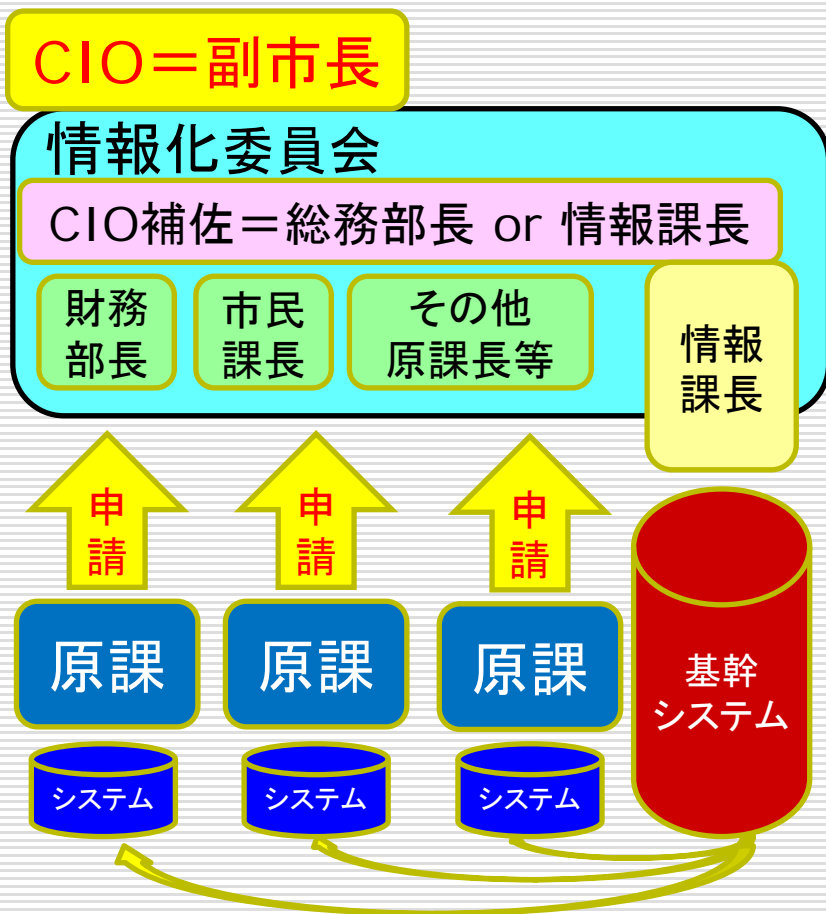 CIO＝副市長
情報化委員会
CIO補佐＝総務部長 or 情報課長
財務
部長
市民
課長
その他
原課長等
情報
課長
申
請
申
請
申
請
原課
原課
原課
基幹
システム
システム
システム
システム